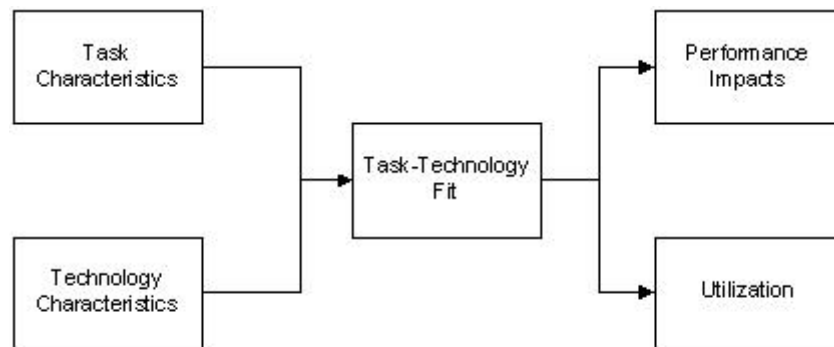 Task
Characteristics
Performance
Impacts
Task-Technology
Fit
Technology
Characteristics
Utilization